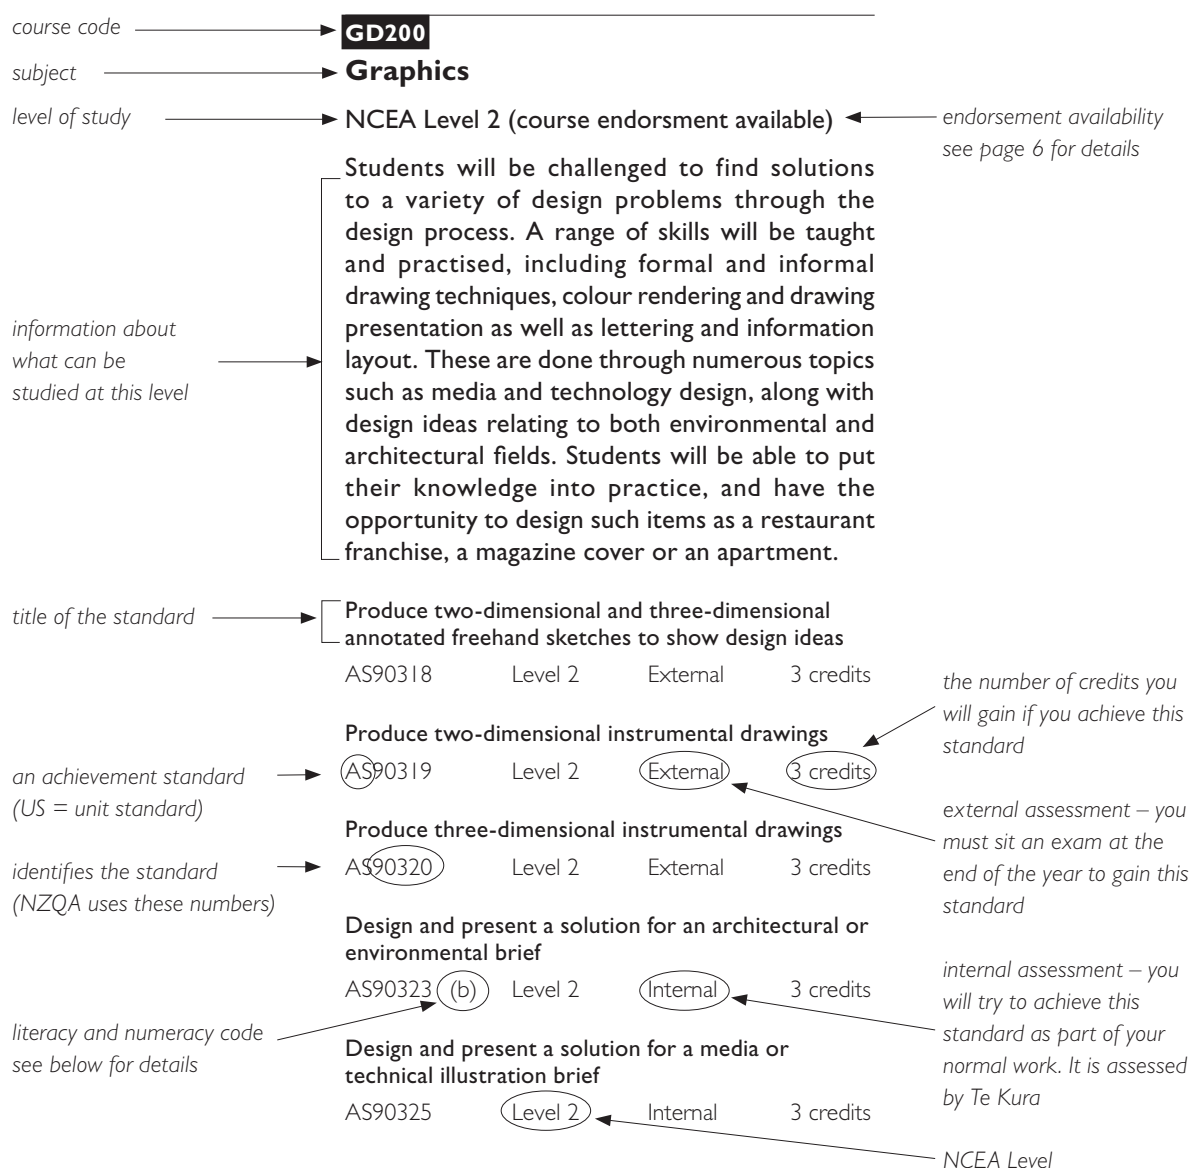 course code
GD200
subject
Graphics
level of study
NCEA Level 2 (course endorsment available)
endorsement availability
see page 6 for details
Students will be challenged to find solutions
to a variety of design problems through the
design process. A range of skills will be taught
and practised, including formal and informal
drawing techniques, colour rendering and drawing
presentation as well as lettering and information
layout. These are done through numerous topics
such as media and technology design, along with
design ideas relating to both environmental and
architectural fields. Students will be able to put
their knowledge into practice, and have the
opportunity to design such items as a restaurant
franchise, a magazine cover or an apartment.
information about
what can be
studied at this level
title of the standard
Produce two-dimensional and three-dimensional
annotated freehand sketches to show design ideas
AS90318 Level 2 External 3 credits
the number of credits you
will gain if you achieve this
standard
Produce two-dimensional instrumental drawings
AS90319 Level 2 External 3 credits
an achievement standard
(US = unit standard)
external assessment – you
must sit an exam at the
end of the year to gain this
standard
Produce three-dimensional instrumental drawings
AS90320 Level 2 External 3 credits
identifies the standard
(NZQA uses these numbers)
Design and present a solution for an architectural or
environmental brief
AS90323 (b) Level 2 Internal 3 credits
internal assessment – you
will try to achieve this
standard as part of your
normal work. It is assessed
by Te Kura
literacy and numeracy code
see below for details
Design and present a solution for a media or
technical illustration brief
AS90325 Level 2 Internal 3 credits
NCEA Level